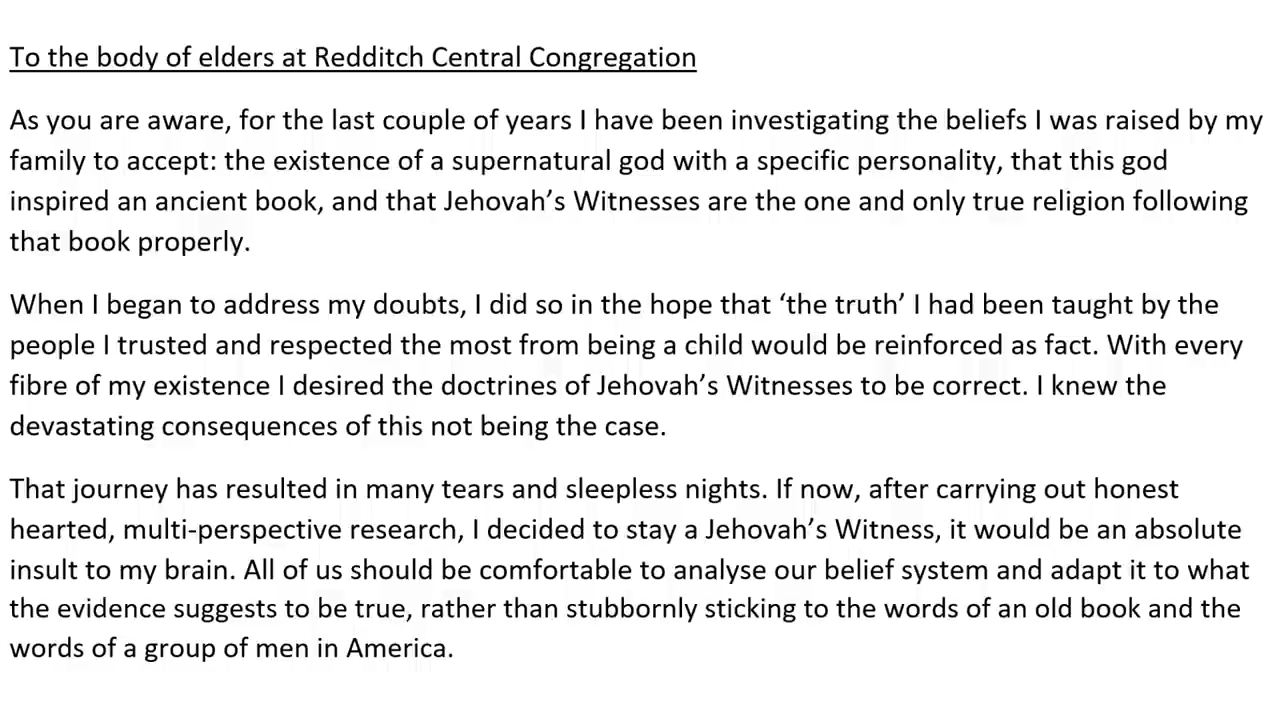 To the body of elders at Redditch Central Congregation
As you are aware, for the last couple of years I have been investigating the beliefs I was raised by my
family to accept: the existence of a supernatural god with a specific personality, that this god
inspired an ancient book, and that Jehovah’s Witnesses are the one and only true religion following
that book properly.
When I began to address my doubts, I did so in the hope that ‘the truth’ I had been taught by the
people I trusted and respected the most from being a child would be reinforced as fact. With every
fibre of my existence I desired the doctrines of Jehovah’s Witnesses to be correct. I knew the
devastating consequences of this not being the case.
That journey has resulted in many tears and sleepless nights. If now, after carrying out honest
hearted, multi-perspective research, I decided to stay a Jehovah’s Witness, it would be an absolute
insult to my brain. All of us should be comfortable to analyse our belief system and adapt it to what
the evidence suggests to be true, rather than stubbornly sticking to the words of an old book and the
words of a group of men in America.